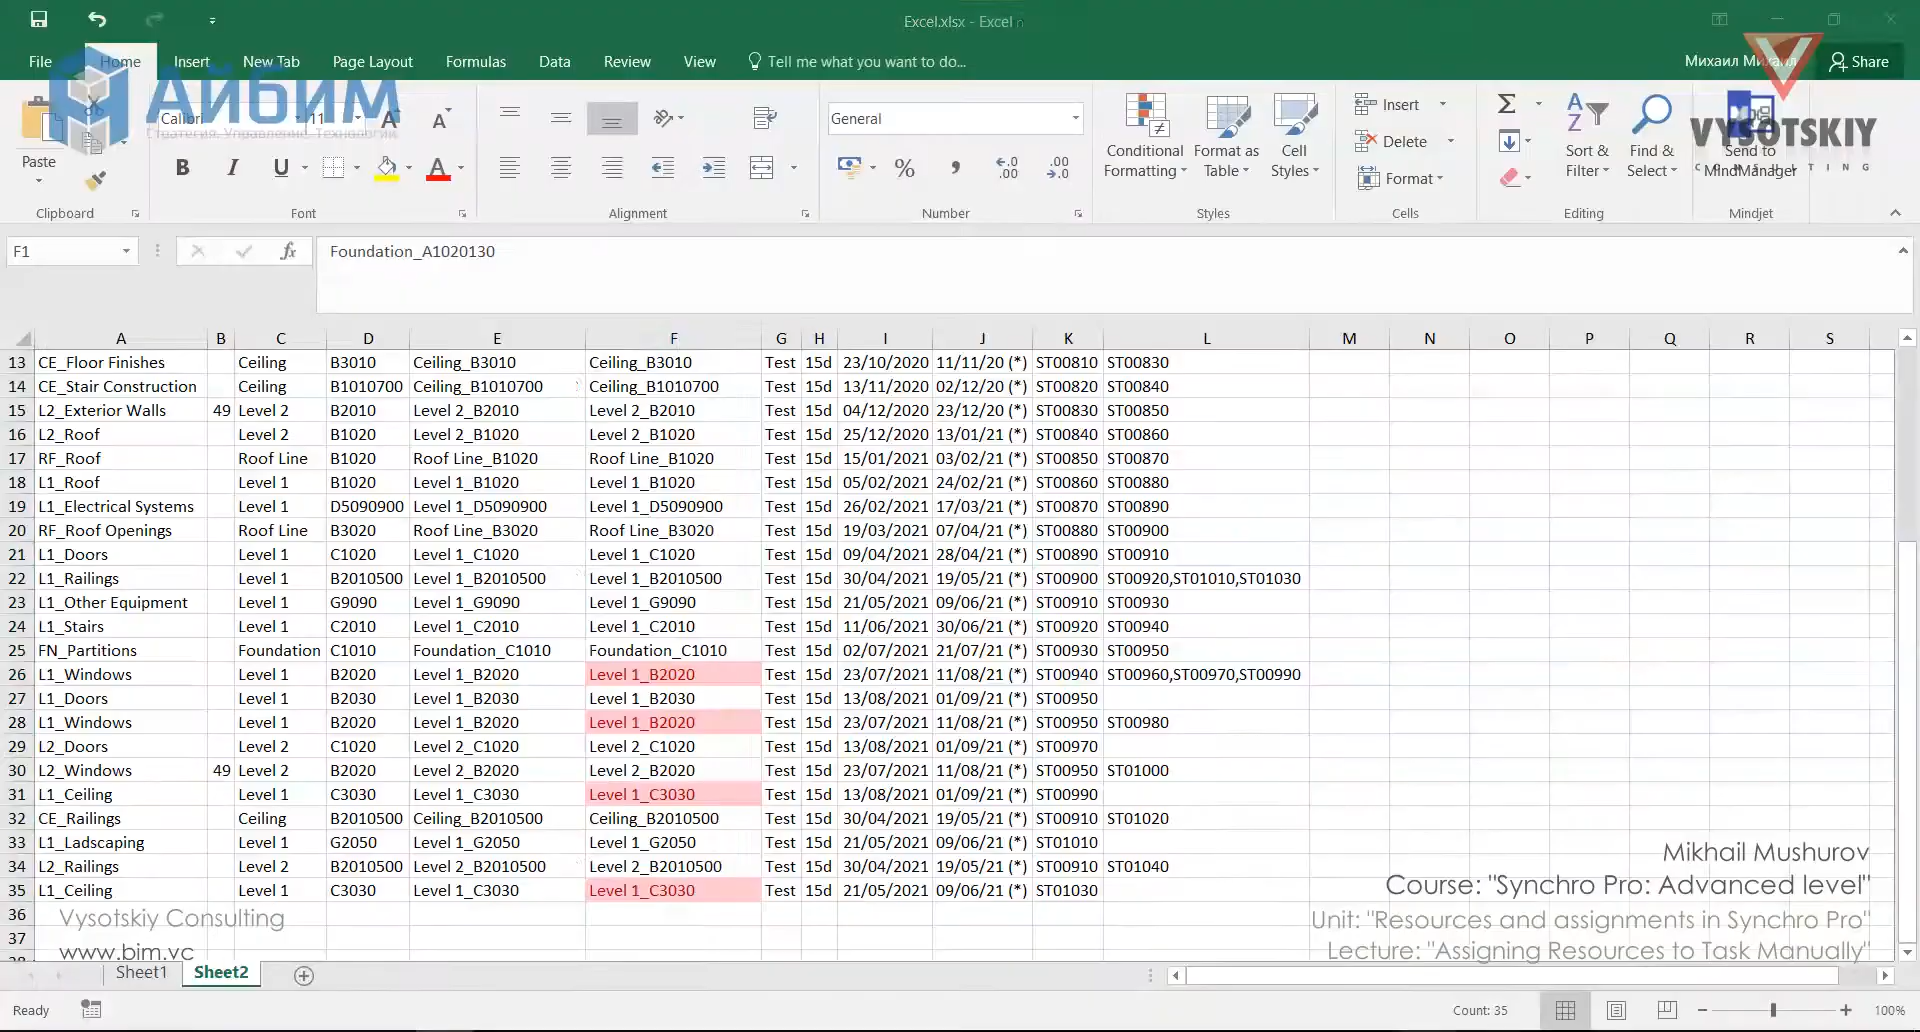 Excel.xlsx - Excel
File Home Insert New Tab Page Layout Formulas Data Review View Tell me what you want to do... Share
Айбим
Стратегия. Управление. Технологии
Calibri 11
General
Paste
Conditional Formatting
Format as Table
Cell Styles
Insert
Delete
Format
Sort & Filter
Find & Select
Send to MindManager
VYSOTSKIY
Clipboard Font Alignment Number Styles Cells Editing Mindjet
F1 fx Foundation_A1020130
A B C D E F G H I J K L M N O P Q R S
13 CE_Floor Finishes Ceiling B3010 Ceiling_B3010 Ceiling_B3010 Test 15d 23/10/2020 11/11/20 (*) ST00810 ST00830
14 CE_Stair Construction Ceiling B1010700 Ceiling_B1010700 Ceiling_B1010700 Test 15d 13/11/2020 02/12/20 (*) ST00820 ST00840
15 L2_Exterior Walls 49 Level 2 B2010 Level 2_B2010 Level 2_B2010 Test 15d 04/12/2020 23/12/20 (*) ST00830 ST00850
16 L2_Roof Level 2 B1020 Level 2_B1020 Level 2_B1020 Test 15d 25/12/2020 13/01/21 (*) ST00840 ST00860
17 RF_Roof Roof Line B1020 Roof Line_B1020 Roof Line_B1020 Test 15d 15/01/2021 03/02/21 (*) ST00850 ST00870
18 L1_Roof Level 1 B1020 Level 1_B1020 Level 1_B1020 Test 15d 05/02/2021 24/02/21 (*) ST00860 ST00880
19 L1_Electrical Systems Level 1 D5090900 Level 1_D5090900 Level 1_D5090900 Test 15d 26/02/2021 17/03/21 (*) ST00870 ST00890
20 RF_Roof Openings Roof Line B3020 Roof Line_B3020 Roof Line_B3020 Test 15d 19/03/2021 07/04/21 (*) ST00880 ST00900
21 L1_Doors Level 1 C1020 Level 1_C1020 Level 1_C1020 Test 15d 09/04/2021 28/04/21 (*) ST00890 ST00910
22 L1_Railings Level 1 B2010500 Level 1_B2010500 Level 1_B2010500 Test 15d 30/04/2021 19/05/21 (*) ST00900 ST00920,ST01010,ST01030
23 L1_Other Equipment Level 1 G9090 Level 1_G9090 Level 1_G9090 Test 15d 21/05/2021 09/06/21 (*) ST00910 ST00930
24 L1_Stairs Level 1 C2010 Level 1_C2010 Level 1_C2010 Test 15d 11/06/2021 30/06/21 (*) ST00920 ST00940
25 FN_Partitions Foundation C1010 Foundation_C1010 Foundation_C1010 Test 15d 02/07/2021 21/07/21 (*) ST00930 ST00950
26 L1_Windows Level 1 B2020 Level 1_B2020 Level 1_B2020 Test 15d 23/07/2021 11/08/21 (*) ST00940 ST00960,ST00970,ST00990
27 L1_Doors Level 1 B2030 Level 1_B2030 Level 1_B2030 Test 15d 13/08/2021 01/09/21 (*) ST00950
28 L1_Windows Level 1 B2020 Level 1_B2020 Level 1_B2020 Test 15d 23/07/2021 11/08/21 (*) ST00950 ST00980
29 L2_Doors Level 2 C1020 Level 2_C1020 Level 2_C1020 Test 15d 13/08/2021 01/09/21 (*) ST00970
30 L2_Windows 49 Level 2 B2020 Level 2_B2020 Level 2_B2020 Test 15d 23/07/2021 11/08/21 (*) ST00950 ST01000
31 L1_Ceiling Level 1 C3030 Level 1_C3030 Level 1_C3030 Test 15d 13/08/2021 01/09/21 (*) ST00990
32 CE_Railings Ceiling B2010500 Ceiling_B2010500 Ceiling_B2010500 Test 15d 30/04/2021 19/05/21 (*) ST00910 ST01020
33 L1_Ladscaping Level 1 G2050 Level 1_G2050 Level 1_G2050 Test 15d 21/05/2021 09/06/21 (*) ST01010
34 L2_Railings Level 2 B2010500 Level 2_B2010500 Level 2_B2010500 Test 15d 30/04/2021 19/05/21 (*) ST00910 ST01040
35 L1_Ceiling Level 1 C3030 Level 1_C3030 Level 1_C3030 Test 15d 21/05/2021 09/06/21 (*) ST01030
36
37
Mikhail Mushurov
Course: "Synchro Pro: Advanced level"
Unit: "Resources and assignments in Synchro Pro"
Lecture: "Assigning Resources to Task Manually"
Vysotskiy Consulting
www.bim.vc
Sheet1 Sheet2
Ready Count: 35 100%